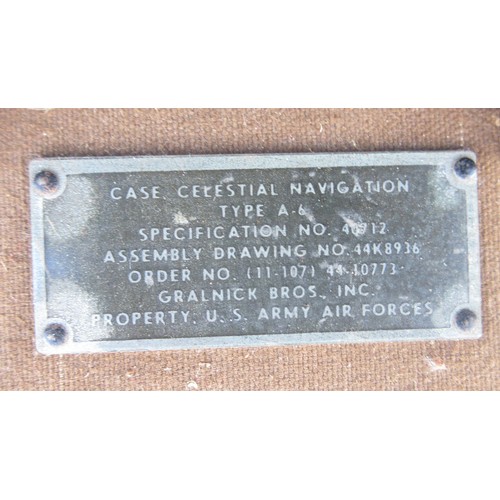 CASE, CELESTIAL NAVIGATION
TYPE A-6
SPECIFICATION NO.
ASSEMBLY DRAWING NO. 44K8936
ORDER NO. (11-107) 44-10773
GRALNICK BROS., INC.
PROPERTY, U. S. ARMY AIR FORCES